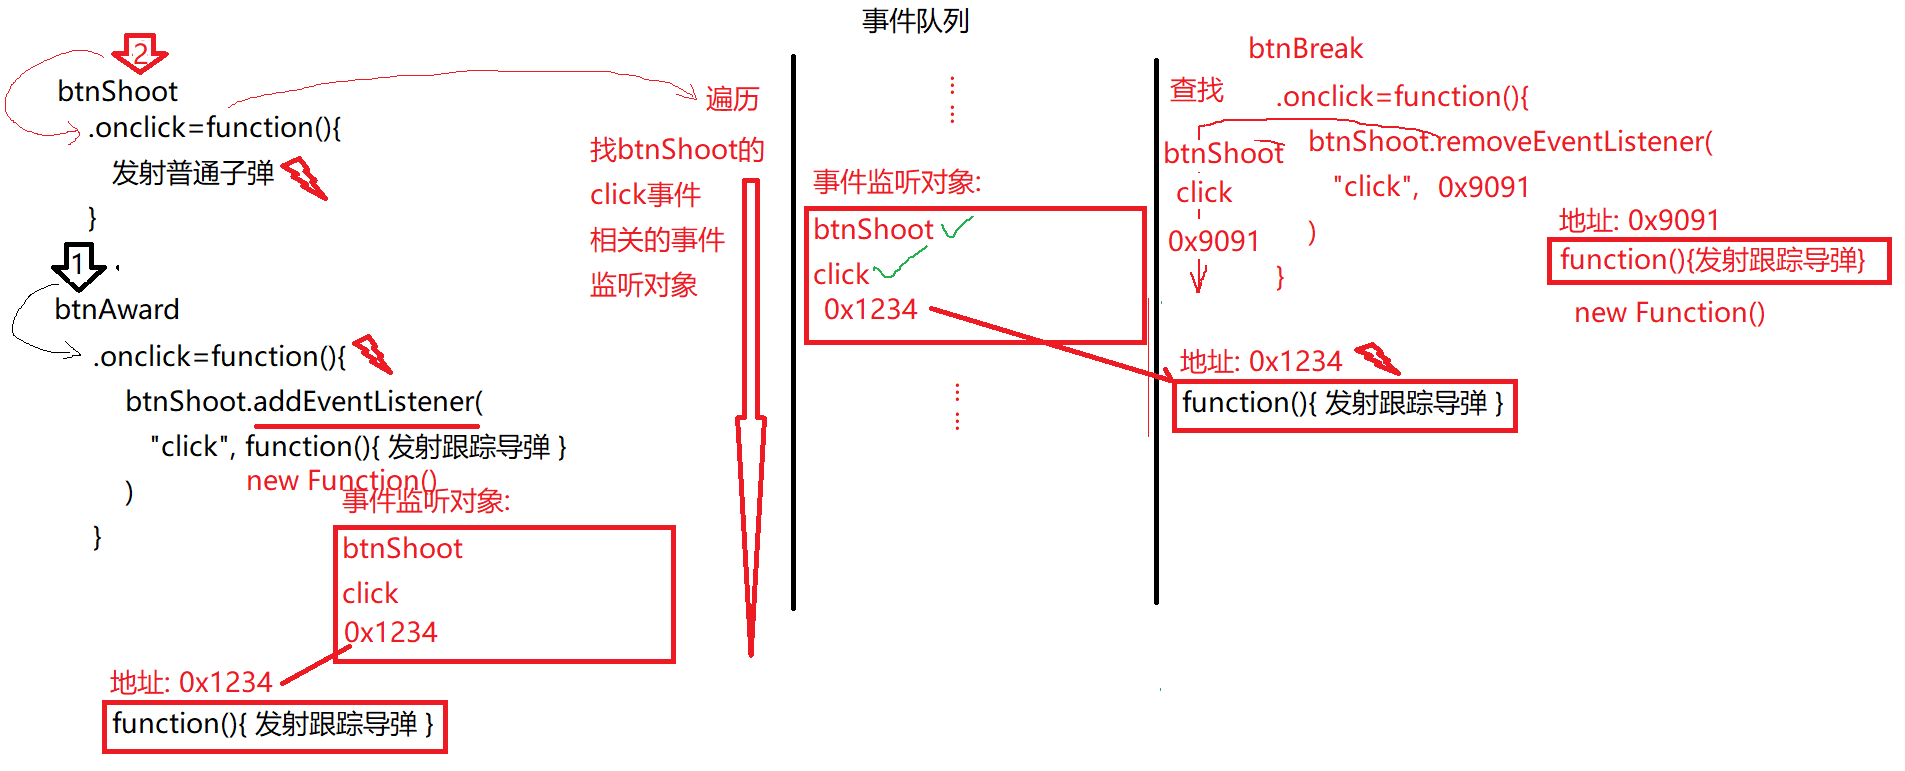 事件队列
2
btnShoot
.onclick=function(){
发射普通子弹
}
1
btnAward
.onclick=function(){
btnShoot.addEventListener(
"click", function(){ 发射跟踪导弹 }
new Function()
)
}
事件监听对象:
btnShoot
click
0x1234
地址: 0x1234
function(){ 发射跟踪导弹 }
遍历
找btnShoot的
click事件
相关的事件
监听对象
事件监听对象:
btnShoot
click
0x1234
btnBreak
.onclick=function(){
btnShoot.removeEventListener(
"click", 0x9091
)
}
查找
btnShoot
click
0x9091
地址: 0x9091
function(){发射跟踪导弹}
new Function()
地址: 0x1234
function(){ 发射跟踪导弹 }